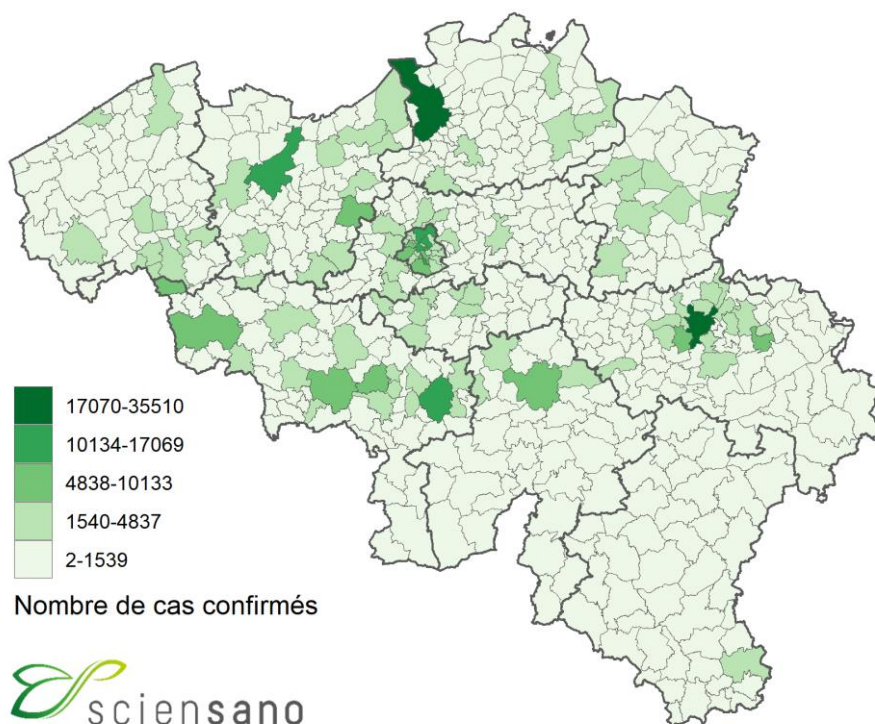 17070-35510
10134-17069
4838-10133
1540-4837
2-1539
Nombre de cas confirmés
sciensano